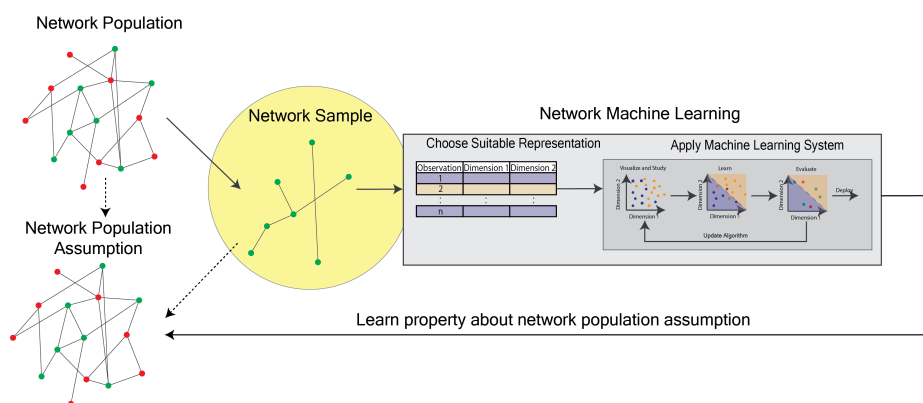 Network Population
Network Sample
Network Machine Learning
Choose Suitable Representation
Observation Dimension 1 Dimension 2
1
2
: : :
n
Apply Machine Learning System
Visualize and Study
Dimension 2
Dimension 1
Learn
Dimension 2
Dimension 1
Evaluate
Dimension 2
Dimension 1
Deploy
Update Algorithm
Network Population
Assumption
Learn property about network population assumption